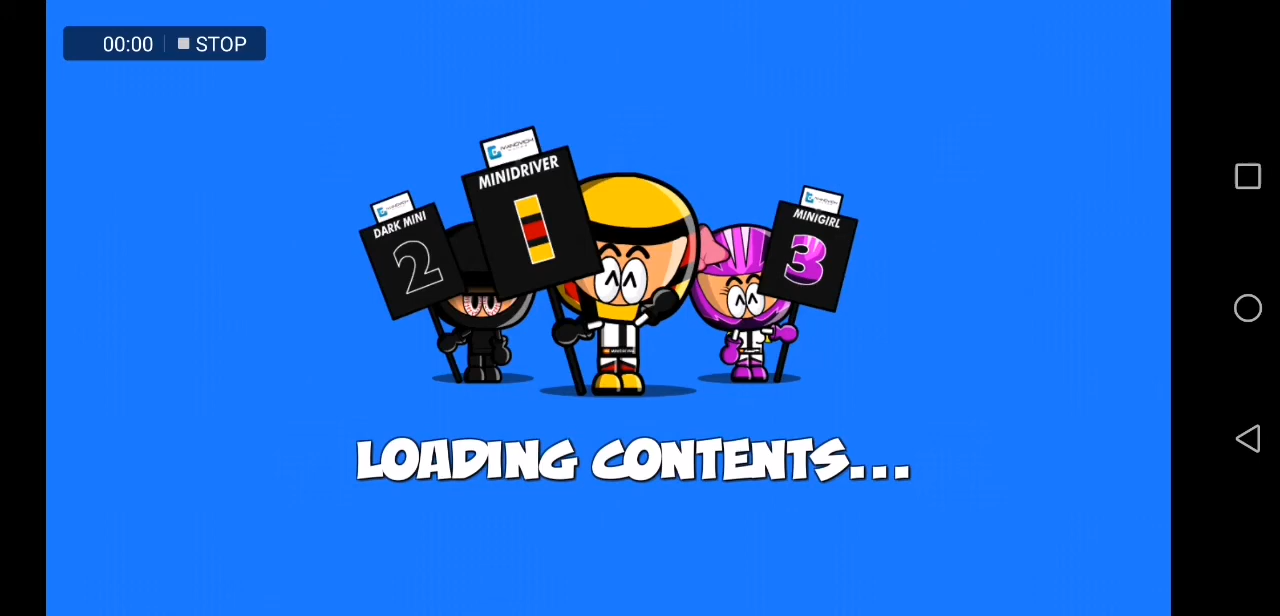 00:00 STOP
MINIDRIVER
1
DARK MINI
2
MINIGIRL
3
LOADING CONTENTS...